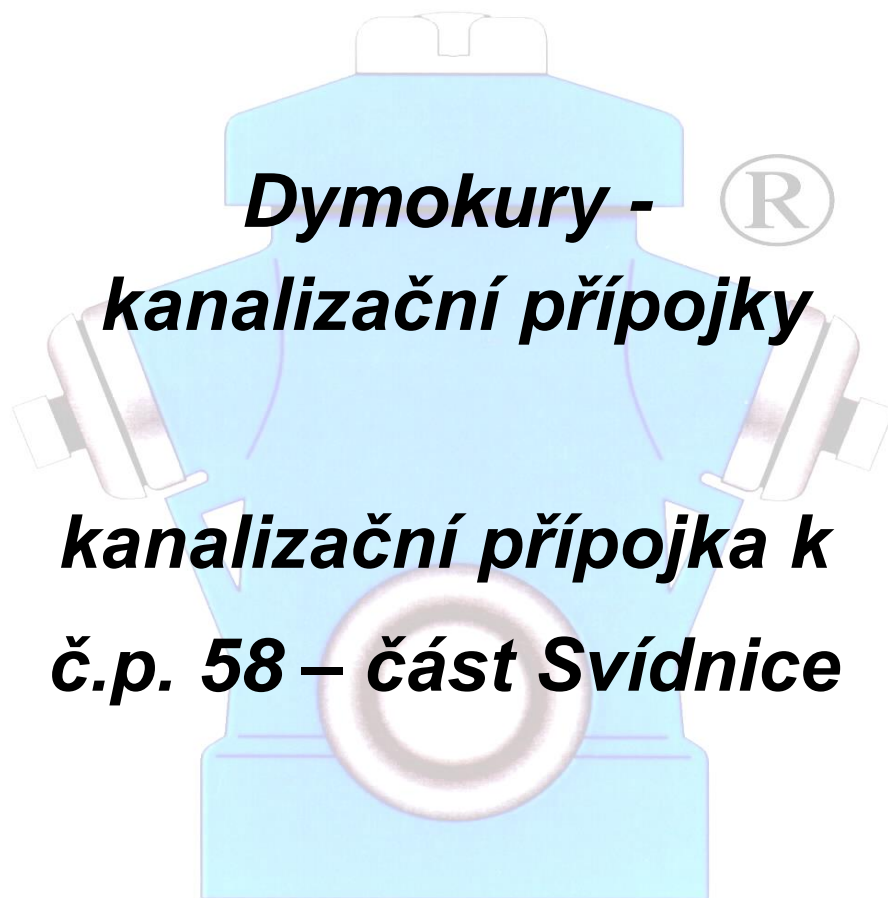 Dymokury -
®
kanalizační přípojky
kanalizační přípojka k
č.p. 58 – část Svídnice